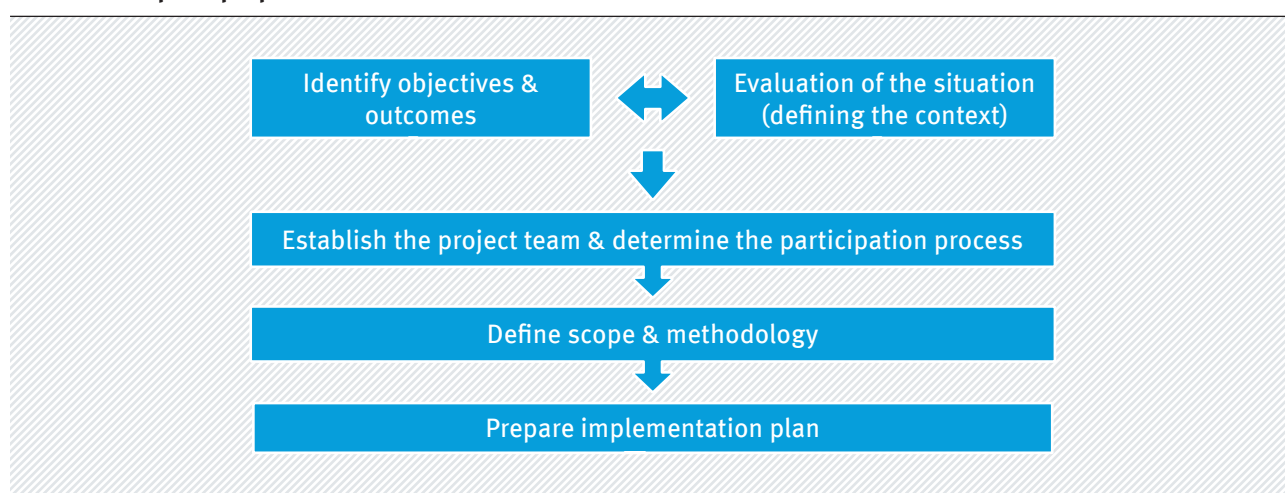 Identify objectives &
outcomes
Evaluation of the situation
(defining the context)
Establish the project team & determine the participation process
Define scope & methodology
Prepare implementation plan